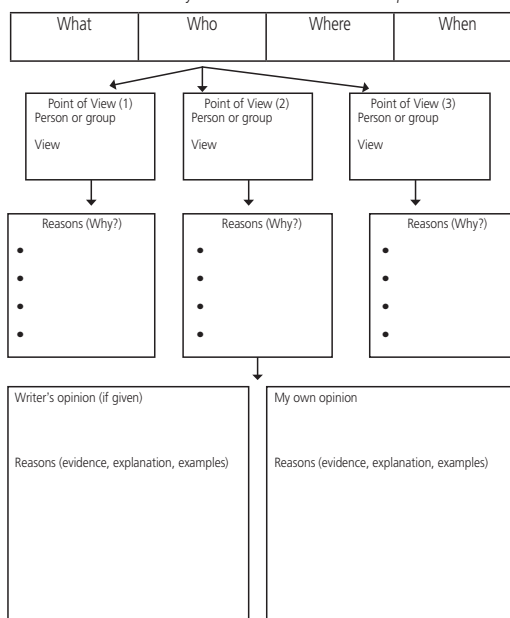 What Who Where When
Point of View (1) Point of View (2) Point of View (3)
Person or group Person or group Person or group
View View View
Reasons (Why?) Reasons (Why?) Reasons (Why?)
Writer's opinion (if given) My own opinion
Reasons (evidence, explanation, examples) Reasons (evidence, explanation, examples)